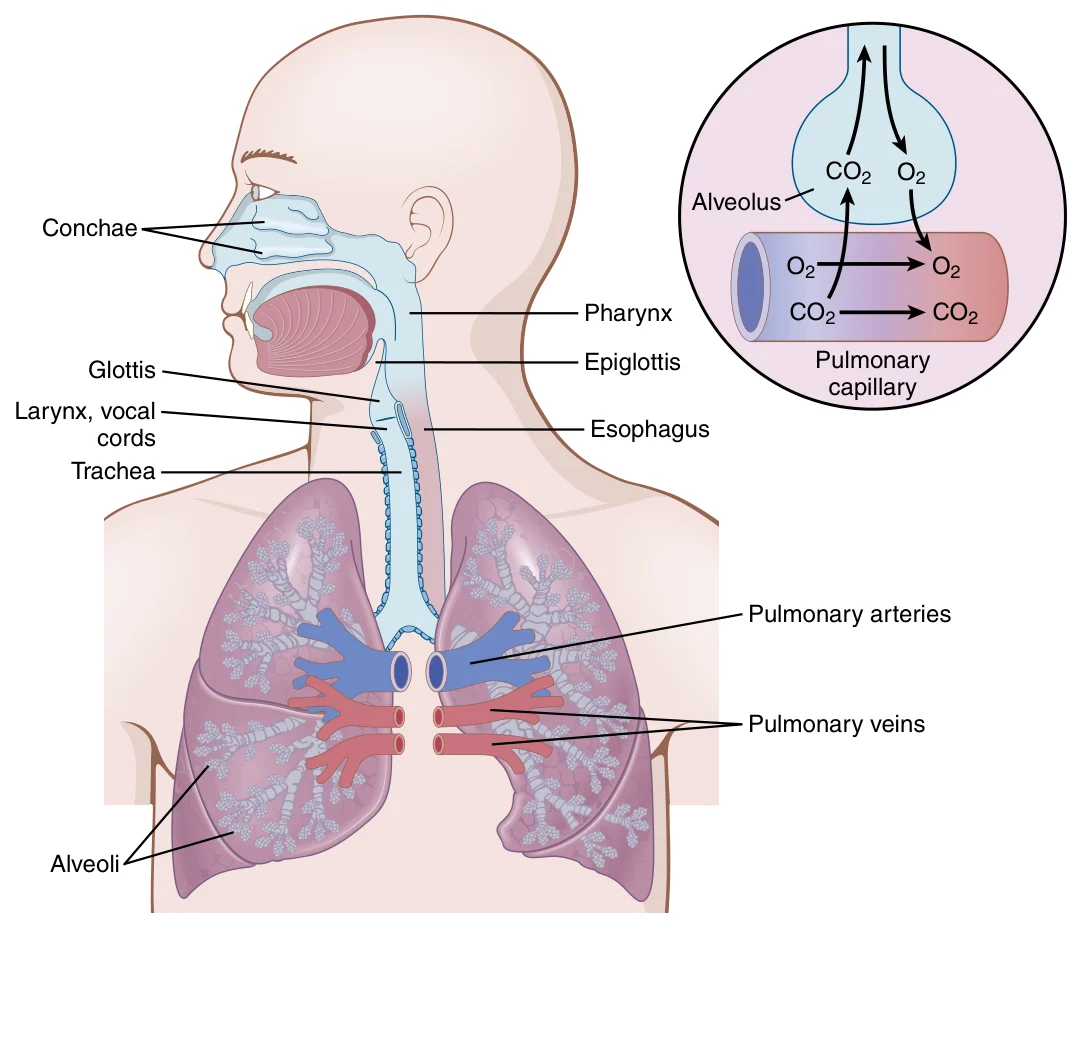 Conchae
Glottis
Larynx, vocal
cords
Trachea
Alveoli
Pharynx
Epiglottis
Esophagus
Pulmonary arteries
Pulmonary veins
CO2
O2
Alveolus
O2
O2
CO2
CO2
Pulmonary
capillary